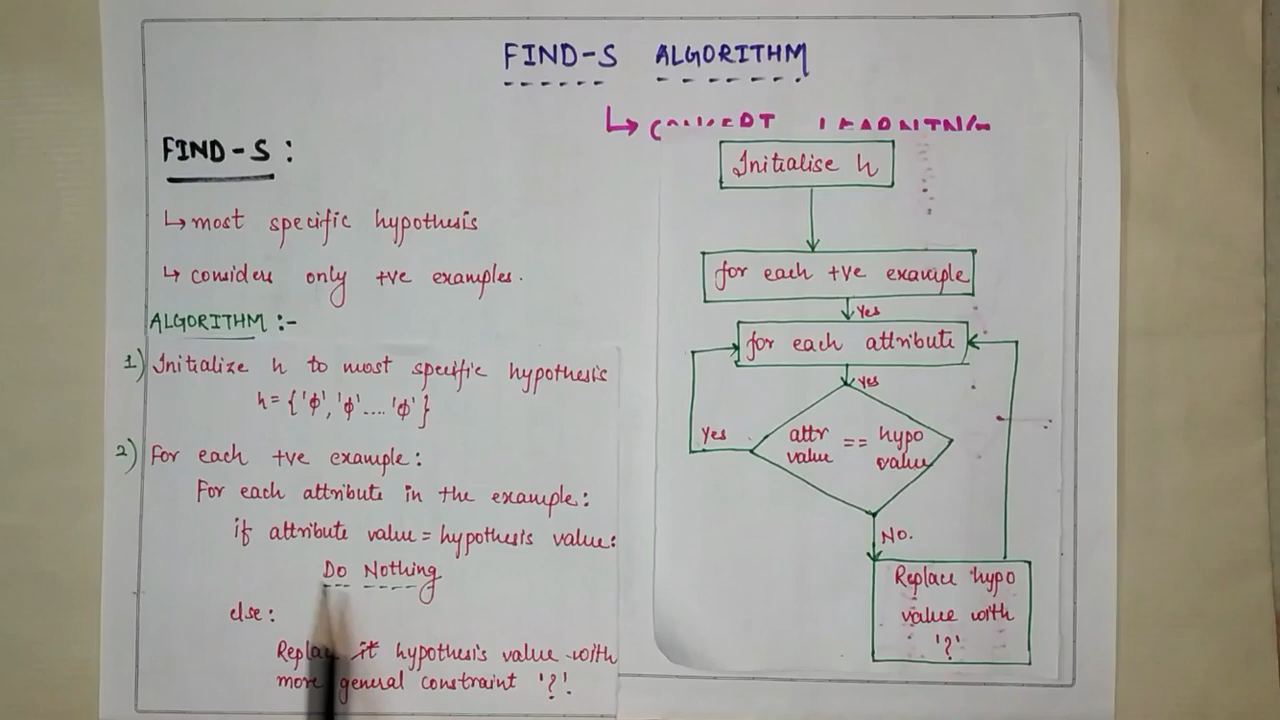 FIND-S ALGORITHM
FIND-S :
↳ most specific hypothesis
↳ considers only +ve examples.
ALGORITHM :-
1) Initialize h to most specific hypothesis
h = {'ϕ', 'ϕ' .... 'ϕ'}
2) For each +ve example :
For each attribute in the example :
if attribute value = hypothesis value :
Do Nothing
else :
it hypothesis value with
more general constraint '?'
Initialise h
for each +ve example
Yes
for each attribute
Yes
Yes
attr value == hypo value
No.
Replace hypo
value with
'?'